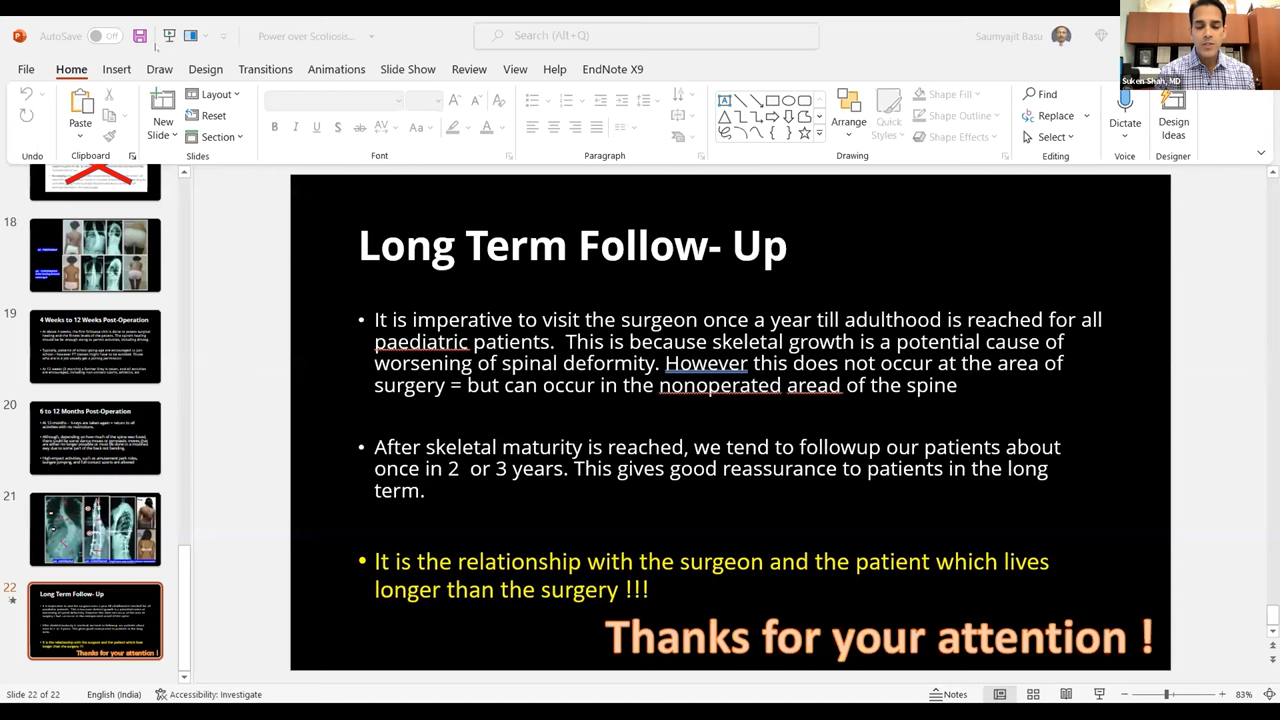 AutoSave
Off
Power over Scoliosis...
Search (Alt+Q)
Saumyajit Basu
Suken Shah, MD
File
Home
Insert
Draw
Design
Transitions
Animations
Slide Show
Review
View
Help
EndNote X9
Paste
New
Slide
Layout
Reset
Section
Arrange
Quick
Styles
Shape Fill
Shape Outline
Shape Effects
Find
Replace
Select
Dictate
Design
Ideas
Undo
Clipboard
Slides
Font
Paragraph
Drawing
Editing
Voice
Designer
18
19
4 Weeks to 12 Weeks Post-Operation
20
6 to 12 Months Post-Operation
21
22
Long Term Follow- Up
Thanks for your attention !
Long Term Follow- Up
• It is imperative to visit the surgeon once a year till adulthood is reached for all
paediatric patients . This is because skeletal growth is a potential cause of
worsening of spinal deformity. However this does not occur at the area of
surgery = but can occur in the nonoperated aread of the spine
• After skeletal maturity is reached, we tend to followup our patients about
once in 2 or 3 years. This gives good reassurance to patients in the long
term.
• It is the relationship with the surgeon and the patient which lives
longer than the surgery !!!
Thanks for your attention !
Slide 22 of 22
English (India)
Accessibility: Investigate
Notes
83%